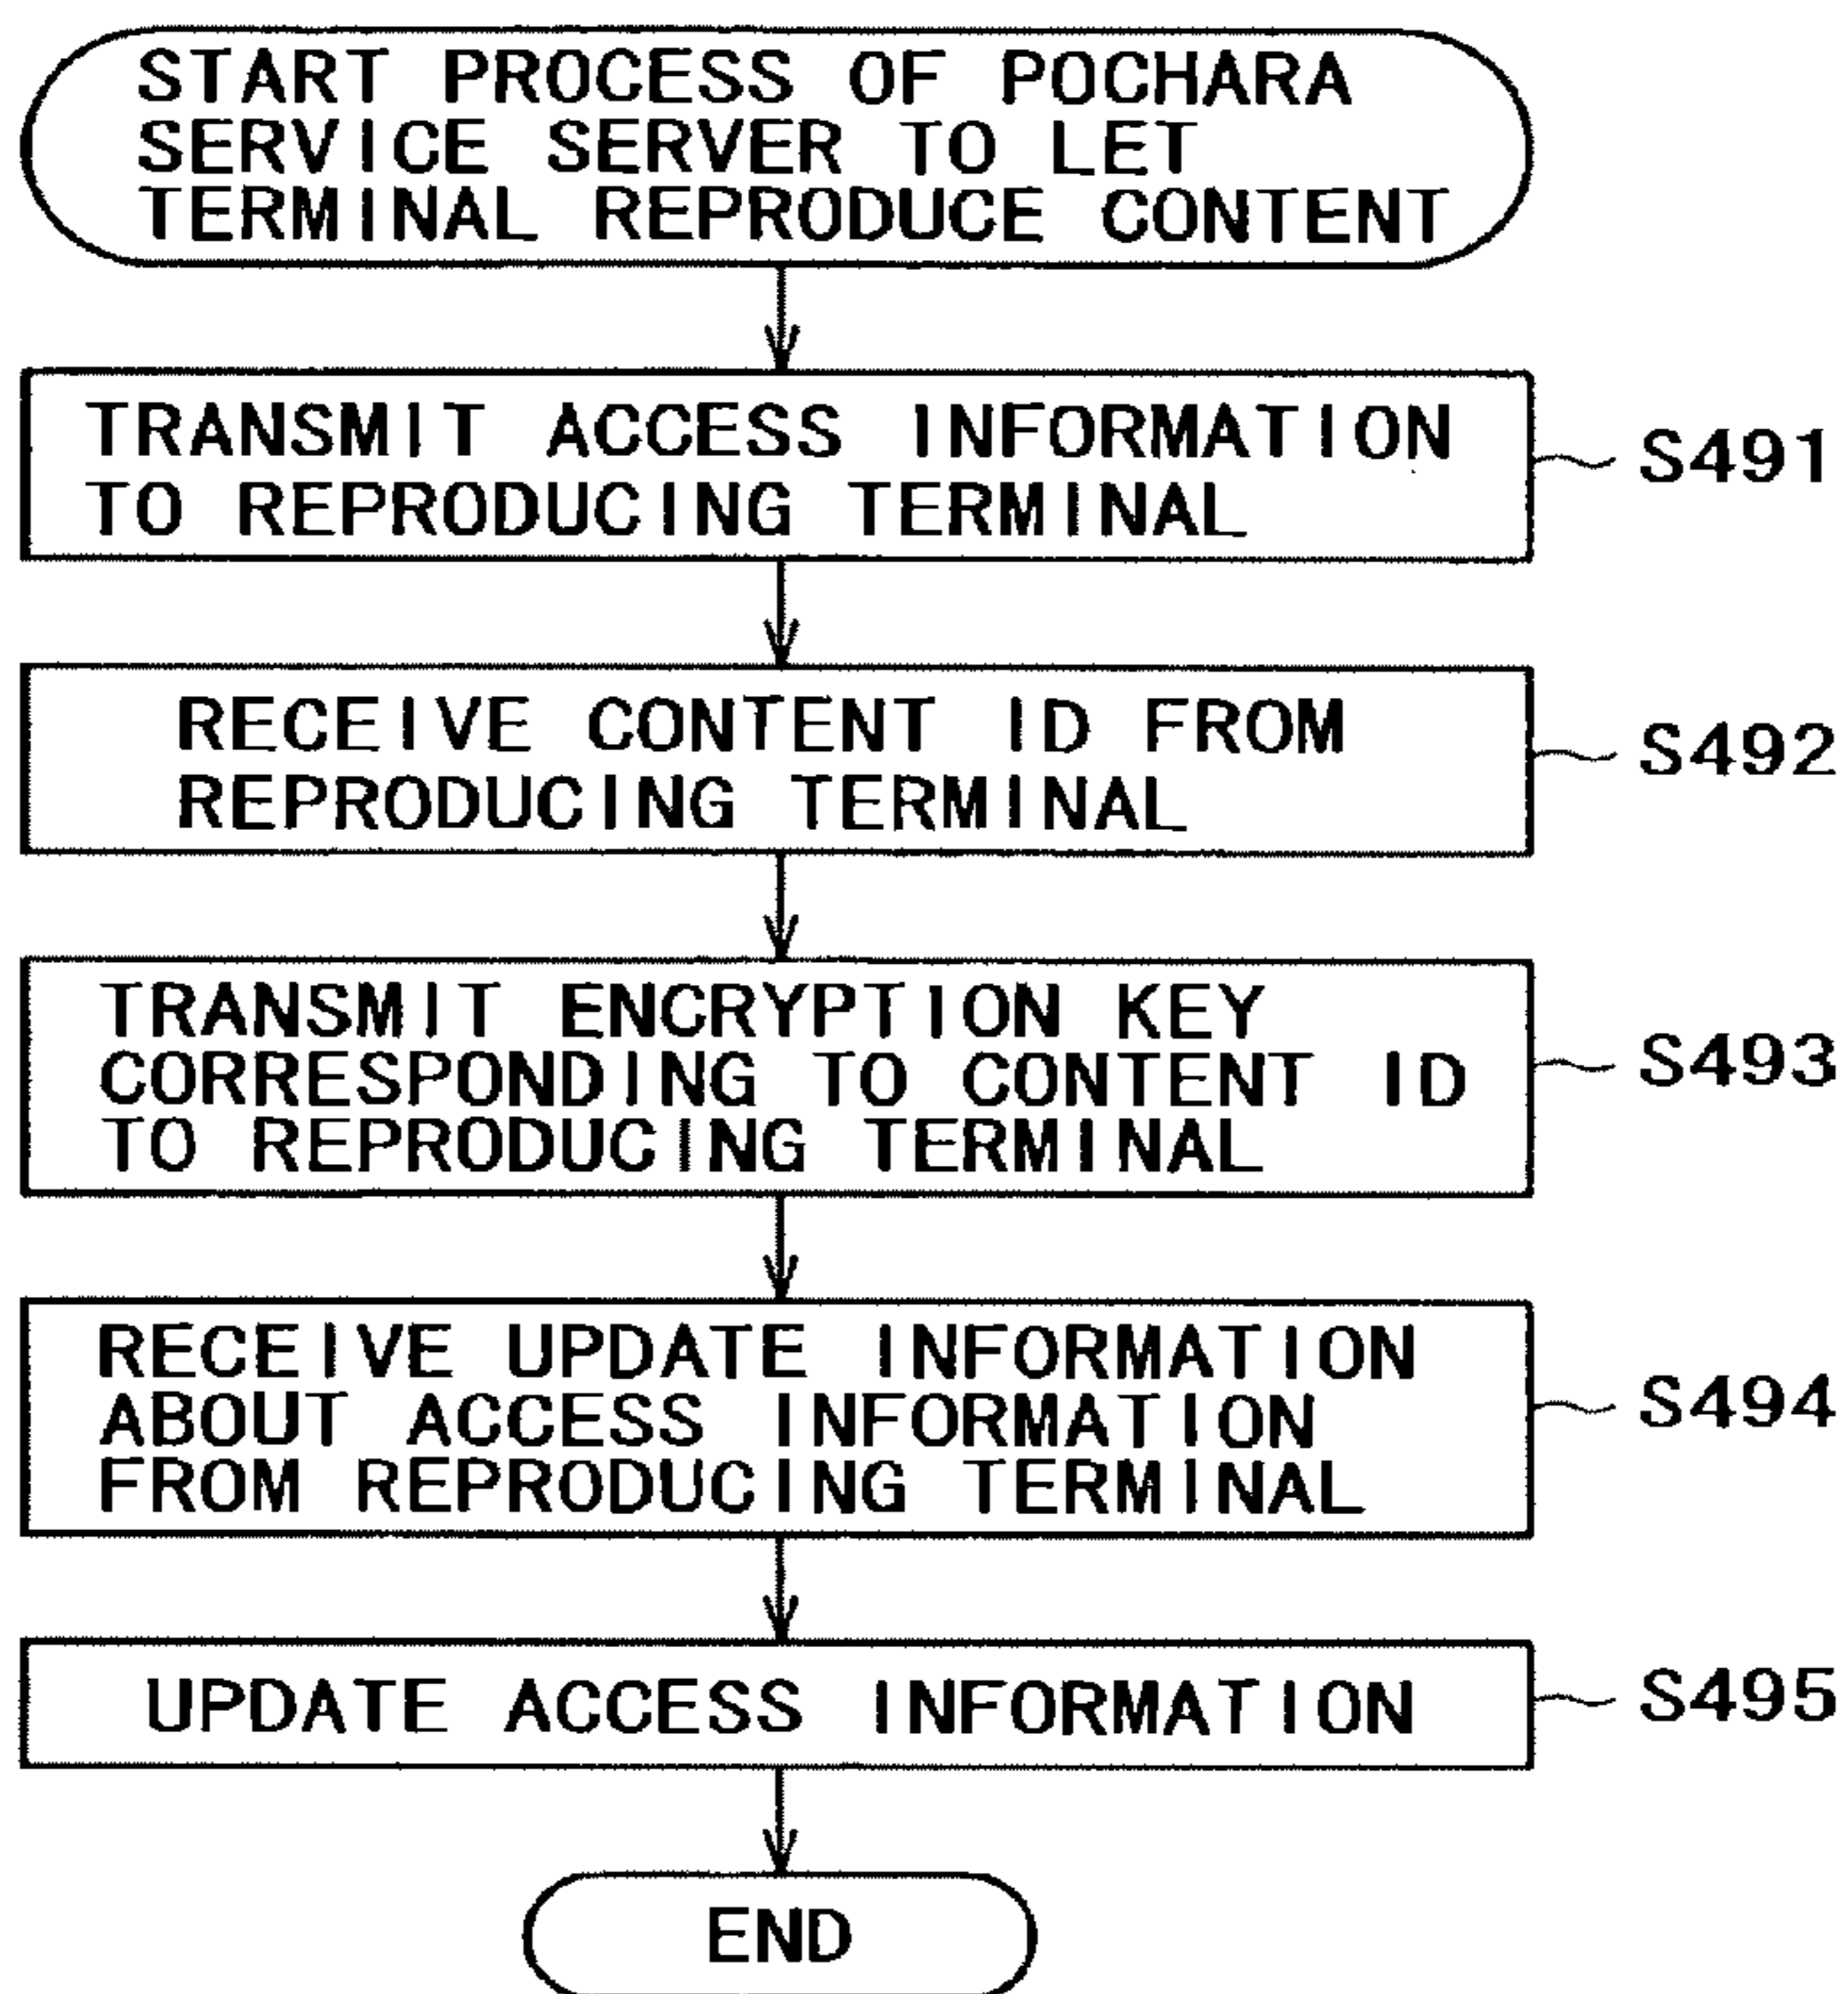 START PROCESS OF POCHARA
SERVICE SERVER TO LET
TERMINAL REPRODUCE CONTENT
TRANSMIT ACCESS INFORMATION
TO REPRODUCING TERMINAL
S491
RECEIVE CONTENT ID FROM
REPRODUCING TERMINAL
S492
TRANSMIT ENCRYPTION KEY
CORRESPONDING TO CONTENT ID
TO REPRODUCING TERMINAL
S493
RECEIVE UPDATE INFORMATION
ABOUT ACCESS INFORMATION
FROM REPRODUCING TERMINAL
S494
UPDATE ACCESS INFORMATION
S495
END